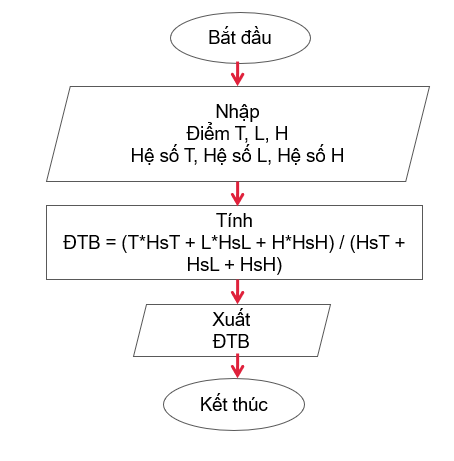 Bắt đầu
Nhập
Điểm T, L, H
Hệ số T, Hệ số L, Hệ số H
Tính
ĐTB = (T*HsT + L*HsL + H*HsH) / (HsT +
HsL + HsH)
Xuất
ĐTB
Kết thúc